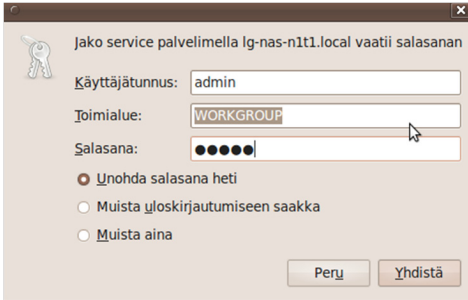 Jako service palvelimella lg-nas-n1t1.local vaatii salasanan
Käyttäjätunnus: admin
Toimialue: WORKGROUP
Salasana: ●●●●●
Unohda salasana heti
Muista uloskirjautumiseen saakka
Muista aina
Peru Yhdistä